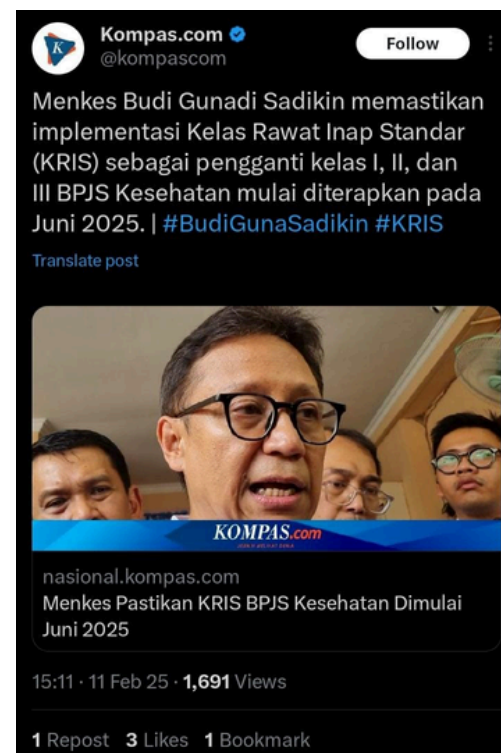 Kompas.com
@kompascom
Follow
Menkes Budi Gunadi Sadikin memastikan
implementasi Kelas Rawat Inap Standar
(KRIS) sebagai pengganti kelas I, II, dan
III BPJS Kesehatan mulai diterapkan pada
Juni 2025. | #BudiGunaSadikin #KRIS
Translate post
KOMPAS.com
JERNIH MELIHAT DUNIA
nasional.kompas.com
Menkes Pastikan KRIS BPJS Kesehatan Dimulai
Juni 2025
15:11 · 11 Feb 25 · 1,691 Views
1 Repost 3 Likes 1 Bookmark